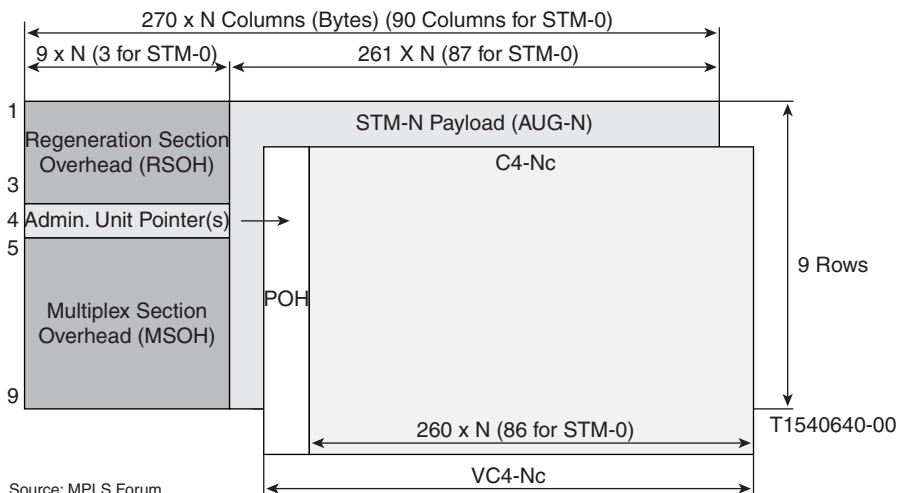 270 x N Columns (Bytes) (90 Columns for STM-0)
9 x N (3 for STM-0)
261 X N (87 for STM-0)
1
Regeneration Section
Overhead (RSOH)
STM-N Payload (AUG-N)
C4-Nc
3
4
Admin. Unit Pointer(s)
5
POH
9 Rows
Multiplex Section
Overhead (MSOH)
9
260 x N (86 for STM-0)
T1540640-00
VC4-Nc
Source: MPLS Forum